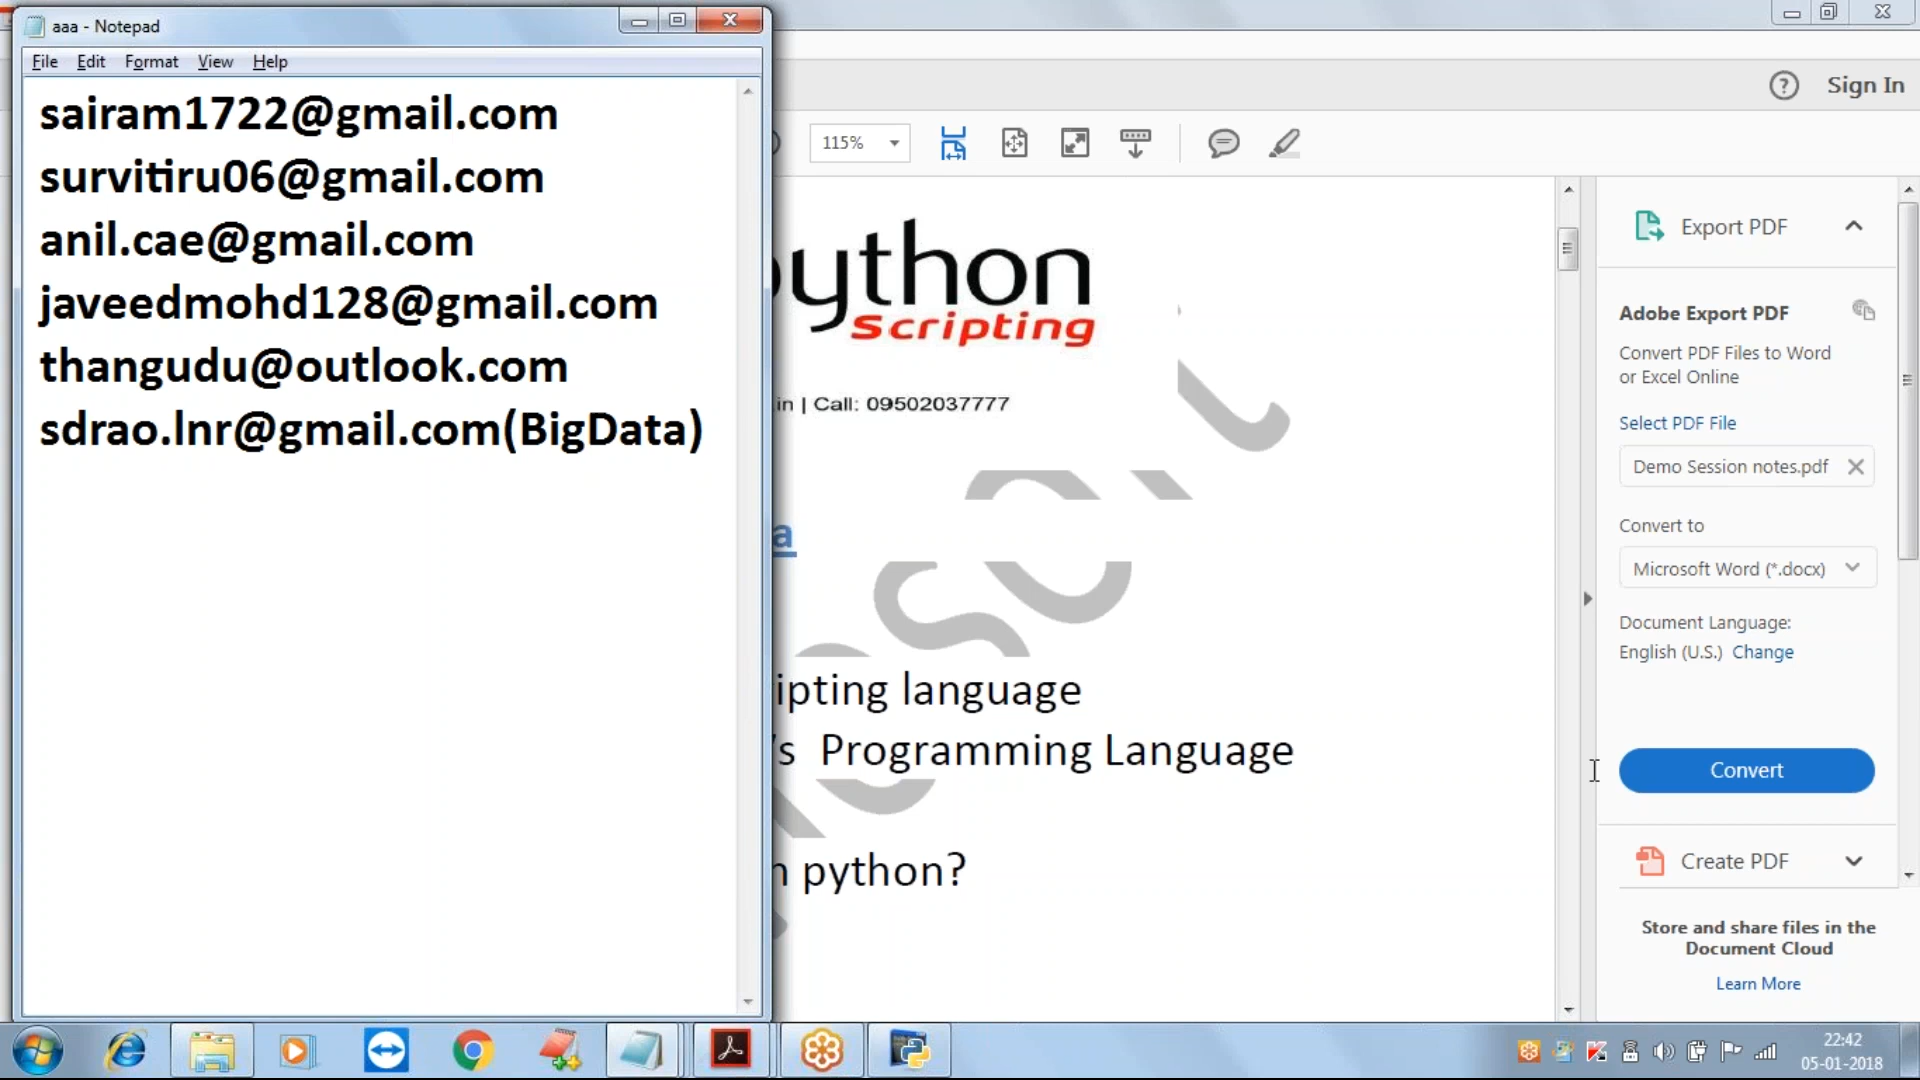 aaa - Notepad
File Edit Format View Help
sairam1722@gmail.com
survitiru06@gmail.com
anil.cae@gmail.com
javeedmohd128@gmail.com
thangudu@outlook.com
sdrao.lnr@gmail.com(BigData)
Sign In
115%
ython
Scripting
.in | Call: 09502037777
a
ipting language
's Programming Language
n python?
Export PDF
Adobe Export PDF
Convert PDF Files to Word
or Excel Online
Select PDF File
Demo Session notes.pdf
Convert to
Microsoft Word (*.docx)
Document Language:
English (U.S.) Change
Convert
Create PDF
Store and share files in the
Document Cloud
Learn More
22:42
05-01-2018